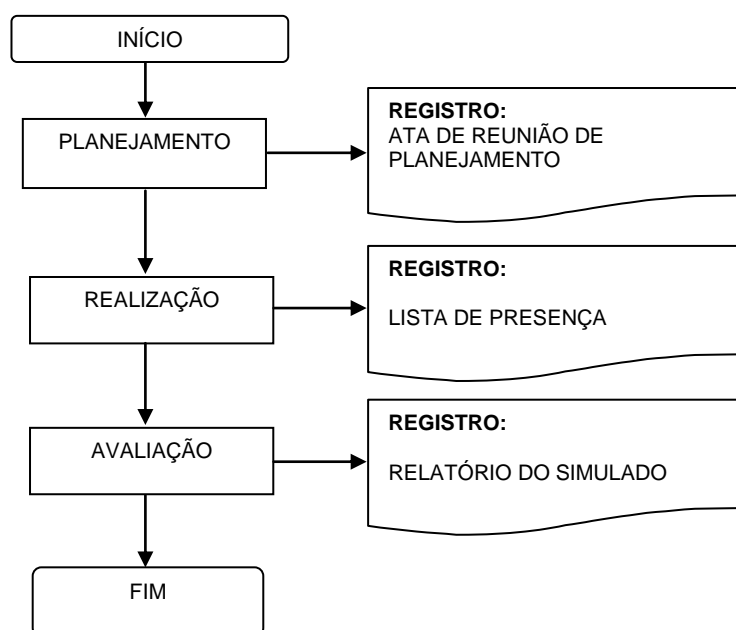 INÍCIO
PLANEJAMENTO
REGISTRO:
ATA DE REUNIÃO DE
PLANEJAMENTO
REALIZAÇÃO
REGISTRO:
LISTA DE PRESENÇA
AVALIAÇÃO
REGISTRO:
RELATÓRIO DO SIMULADO
FIM